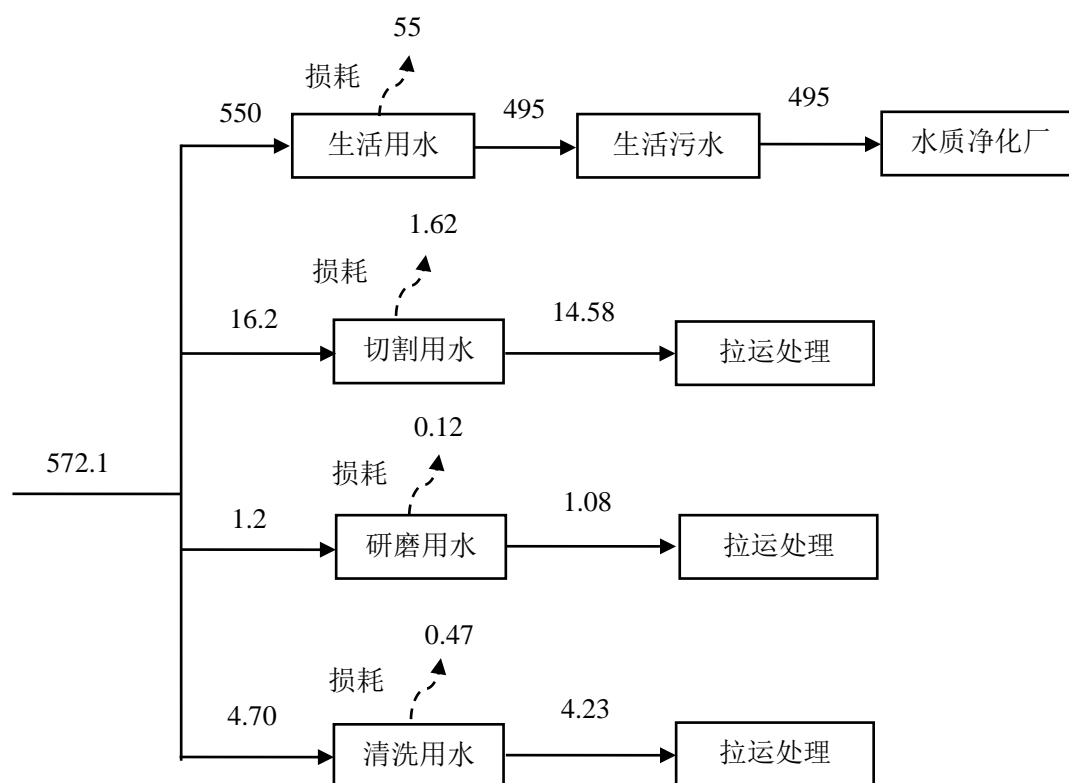 55
损耗
550
生活用水
495
生活污水
495
水质净化厂
1.62
损耗
16.2
切割用水
14.58
拉运处理
572.1
0.12
损耗
1.2
研磨用水
1.08
拉运处理
0.47
损耗
4.70
清洗用水
4.23
拉运处理